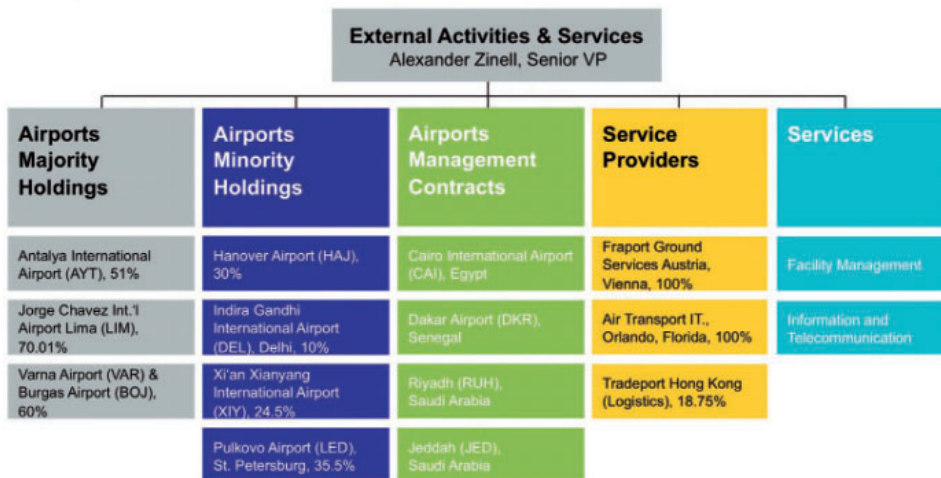 External Activities & Services
Alexander Zinell, Senior VP
Airports
Majority
Holdings
Antalya International
Airport (AYT), 51%
Jorge Chavez Int.'l
Airport Lima (LIM),
70.01%
Varna Airport (VAR) &
Burgas Airport (BOJ),
60%
Airports
Minority
Holdings
Hanover Airport (HAJ),
30%
Indira Gandhi
International Airport
(DEL), Delhi, 10%
Xi'an Xianyang
International Airport
(XIY), 24.5%
Pulkovo Airport (LED),
St. Petersburg, 35.5%
Airports
Management
Contracts
Cairo International Airport
(CAI), Egypt
Dakar Airport (DKR),
Senegal
Riyadh (RUH),
Saudi Arabia
Jeddah (JED),
Saudi Arabia
Service
Providers
Fraport Ground
Services Austria,
Vienna, 100%
Air Transport IT.,
Orlando, Florida, 100%
Tradeport Hong Kong
(Logistics), 18.75%
Services
Facility Management
Information and
Telecommunication